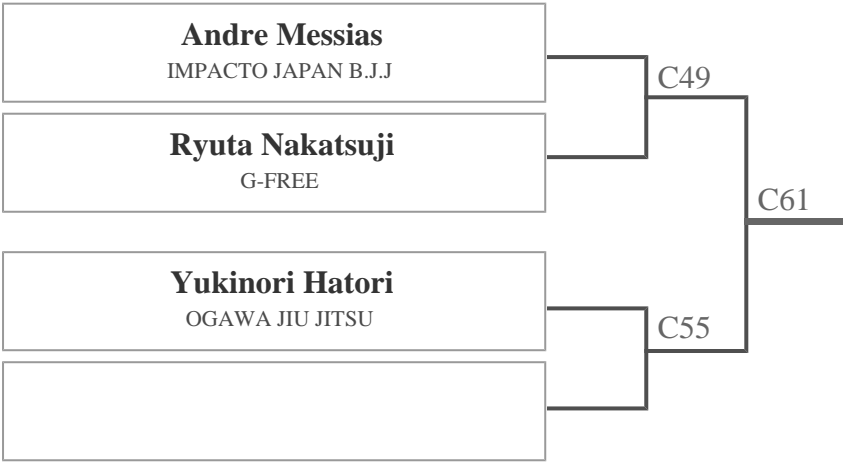 Andre Messias
IMPACTO JAPAN B.J.J
C49
Ryuta Nakatsuji
G-FREE
C61
Yukinori Hatori
OGAWA JIU JITSU
C55